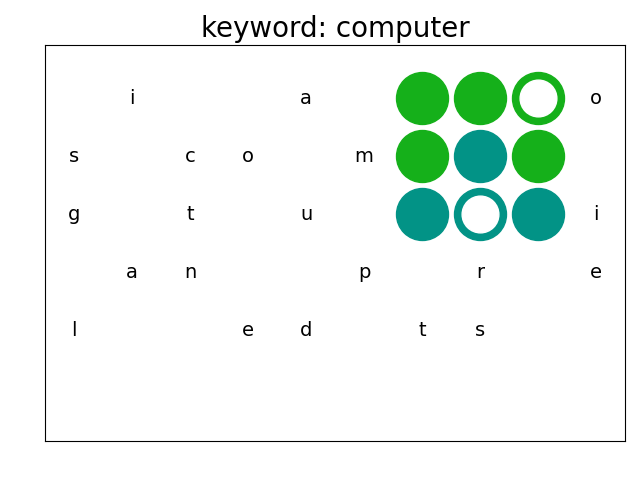 keyword: computer
i a o
s c o m
g t u i
a n p r e
l e d t s